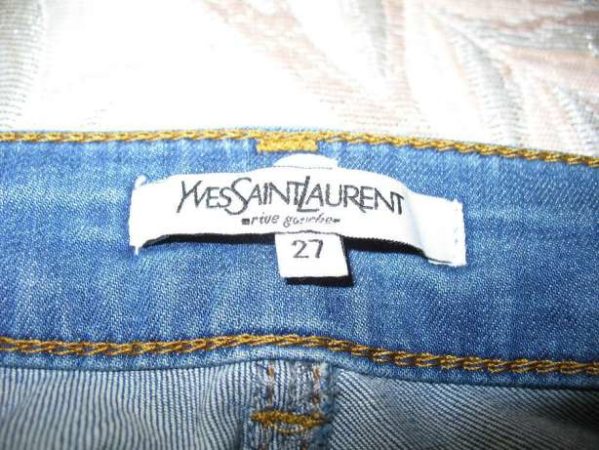 YVESSAINTLAURENT
rive gauche
27